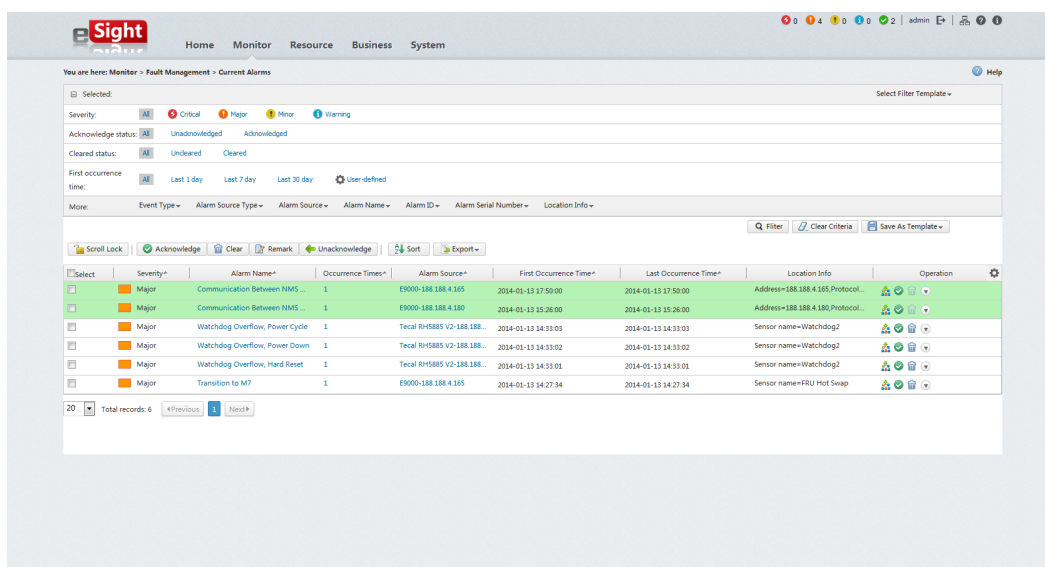 eSight
0 4 0 0 2 admin
Home Monitor Resource Business System
You are here: Monitor > Fault Management > Current Alarms Help
Selected: Select Filter Template
Severity: All Critical Major Minor Warning
Acknowledge status: All Unacknowledged Acknowledged
Cleared status: All Uncleared Cleared
First occurrence
time: All Last 1 day Last 7 day Last 30 day User-defined
More: Event Type Alarm Source Type Alarm Source Alarm Name Alarm ID Alarm Serial Number Location Info
Fliter Clear Criteria Save As Template
Scroll Lock Acknowledge Clear Remark Unacknowledge Sort Export
Select Severity Alarm Name Occurrence Times Alarm Source First Occurrence Time Last Occurrence Time Location Info Operation
Major Communication Between NMS ... 1 E9000-188.188.4.165 2014-01-13 17:50:00 2014-01-13 17:50:00 Address=188.188.4.165,Protocol...
Major Communication Between NMS ... 1 E9000-188.188.4.180 2014-01-13 15:26:00 2014-01-13 15:26:00 Address=188.188.4.180,Protocol...
Major Watchdog Overflow, Power Cycle 1 Tecal RH5885 V2-188.188... 2014-01-13 14:33:03 2014-01-13 14:33:03 Sensor name=Watchdog2
Major Watchdog Overflow, Power Down 1 Tecal RH5885 V2-188.188... 2014-01-13 14:33:02 2014-01-13 14:33:02 Sensor name=Watchdog2
Major Watchdog Overflow, Hard Reset 1 Tecal RH5885 V2-188.188... 2014-01-13 14:33:01 2014-01-13 14:33:01 Sensor name=Watchdog2
Major Transition to M7 1 E9000-188.188.4.165 2014-01-13 14:27:34 2014-01-13 14:27:34 Sensor name=FRU Hot Swap
20 Total records: 6 Previous 1 Next